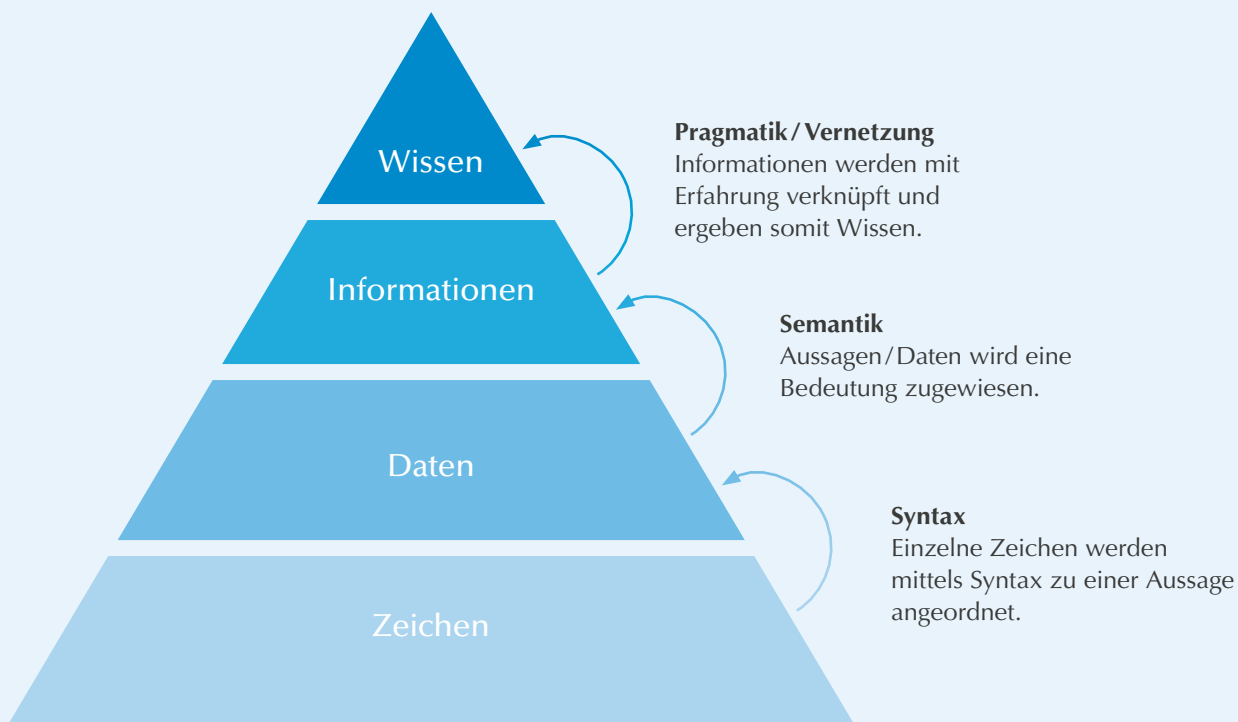 Wissen
Pragmatik / Vernetzung
Informationen werden mit
Erfahrung verknüpft und
ergeben somit Wissen.
Informationen
Semantik
Aussagen / Daten wird eine
Bedeutung zugewiesen.
Daten
Syntax
Einzelne Zeichen werden
mittels Syntax zu einer Aussage
angeordnet.
Zeichen